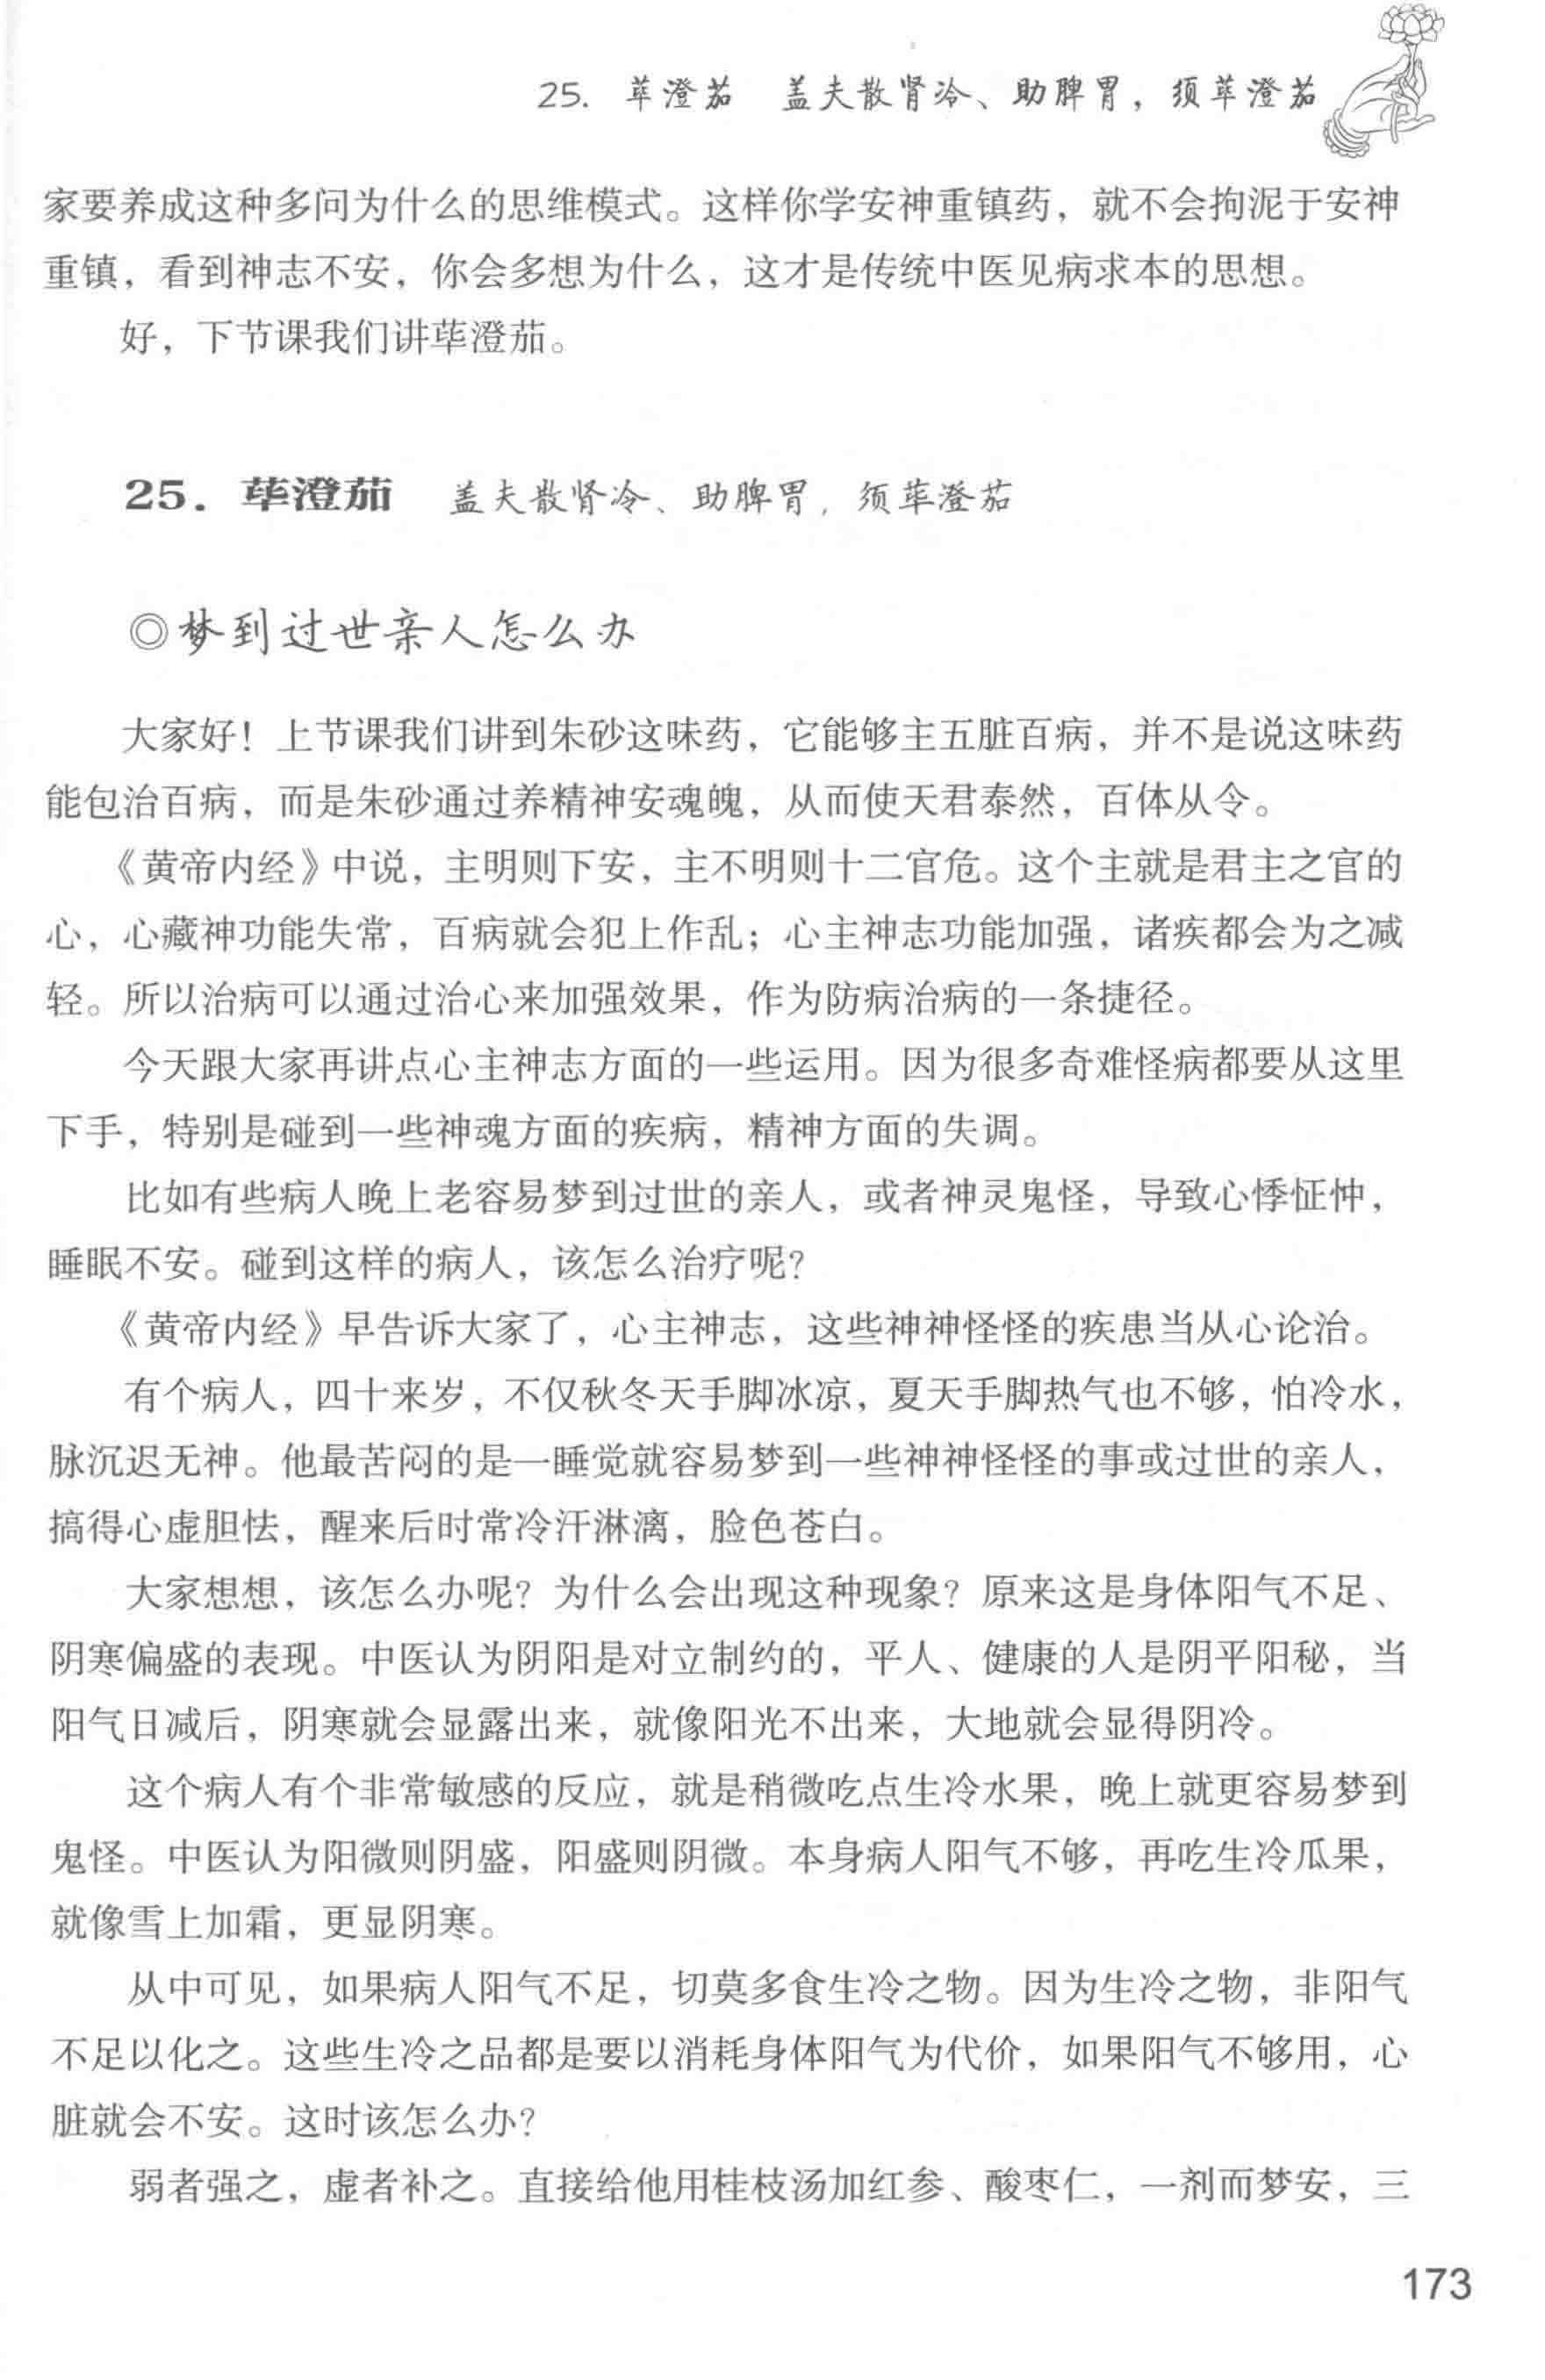 25. 荜澄茄 盖夫散肾冷、助脾胃，须荜澄茄
家要养成这种多问为什么的思维模式。这样你学安神重镇药，就不会拘泥于安神
重镇，看到神志不安，你会多想为什么，这才是传统中医见病求本的思想。
好，下节课我们讲荜澄茄。
25. 荜澄茄 盖夫散肾冷、助脾胃，须荜澄茄
◎梦到过世亲人怎么办
大家好！上节课我们讲到朱砂这味药，它能够主五脏百病，并不是说这味药
能包治百病，而是朱砂通过养精神安魂魄，从而使天君泰然，百体从令。
《黄帝内经》中说，主明则下安，主不明则十二官危。这个主就是君主之官的
心，心藏神功能失常，百病就会犯上作乱；心主神志功能加强，诸疾都会为之减
轻。所以治病可以通过治心来加强效果，作为防病治病的一条捷径。
今天跟大家再讲点心主神志方面的一些运用。因为很多奇难怪病都要从这里
下手，特别是碰到一些神魂方面的疾病，精神方面的失调。
比如有些病人晚上老容易梦到过世的亲人，或者神灵鬼怪，导致心悸怔忡，
睡眠不安。碰到这样的病人，该怎么治疗呢？
《黄帝内经》早告诉大家了，心主神志，这些神神怪怪的疾患当从心论治。
有个病人，四十来岁，不仅秋冬天手脚冰凉，夏天手脚热气也不够，怕冷水，
脉沉迟无神。他最苦闷的是一睡觉就容易梦到一些神神怪怪的事或过世的亲人，
搞得心虚胆怯，醒来后时常冷汗淋漓，脸色苍白。
大家想想，该怎么办呢？为什么会出现这种现象？原来这是身体阳气不足、
阴寒偏盛的表现。中医认为阴阳是对立制约的，平人、健康的人是阴平阳秘，当
阳气日减后，阴寒就会显露出来，就像阳光不出来，大地就会显得阴冷。
这个病人有个非常敏感的反应，就是稍微吃点生冷水果，晚上就更容易梦到
鬼怪。中医认为阳微则阴盛，阳盛则阴微。本身病人阳气不够，再吃生冷瓜果，
就像雪上加霜，更显阴寒。
从中可见，如果病人阳气不足，切莫多食生冷之物。因为生冷之物，非阳气
不足以化之。这些生冷之品都是要以消耗身体阳气为代价，如果阳气不够用，心
脏就会不安。这时该怎么办？
弱者强之，虚者补之。直接给他用桂枝汤加红参、酸枣仁，一剂而梦安，三
173